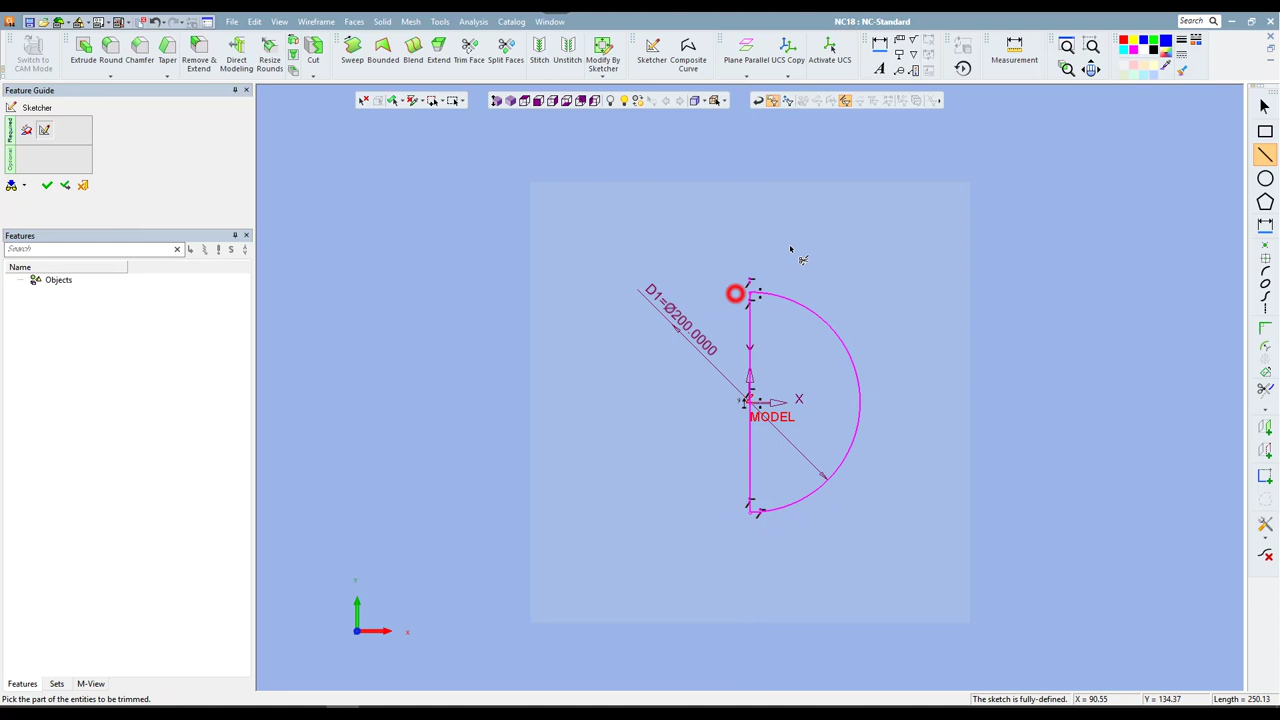 File Edit View Wireframe Faces Solid Mesh Tools Analysis Catalog Window
NC18 : NC-Standard
Search
Switch to CAM Mode
Extrude Round Chamfer Taper
Remove & Extend
Direct Modeling
Resize Rounds
Cut
Sweep Bounded Blend Extend Trim Face Split Faces Stitch Unstitch
Modify By Sketcher
Sketcher
Composite Curve
Plane Parallel UCS Copy Activate UCS
Measurement
Feature Guide
Sketcher
Required
Optional
Features
Search
Name
Objects
D1=Ø200.0000
X
MODEL
Y
X
Features Sets M-View
Pick the part of the entities to be trimmed.
The sketch is fully-defined. X = 90.55 Y = 134.37 Length = 250.13